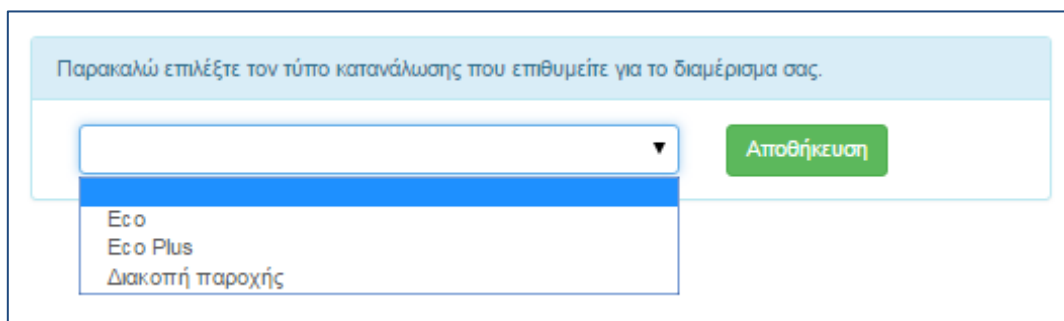 Παρακαλώ επιλέξτε τον τύπο κατανάλωσης που επιθυμείτε για το διαμέρισμα σας.
Αποθήκευση
Eco
Eco Plus
Διακοπή παροχής